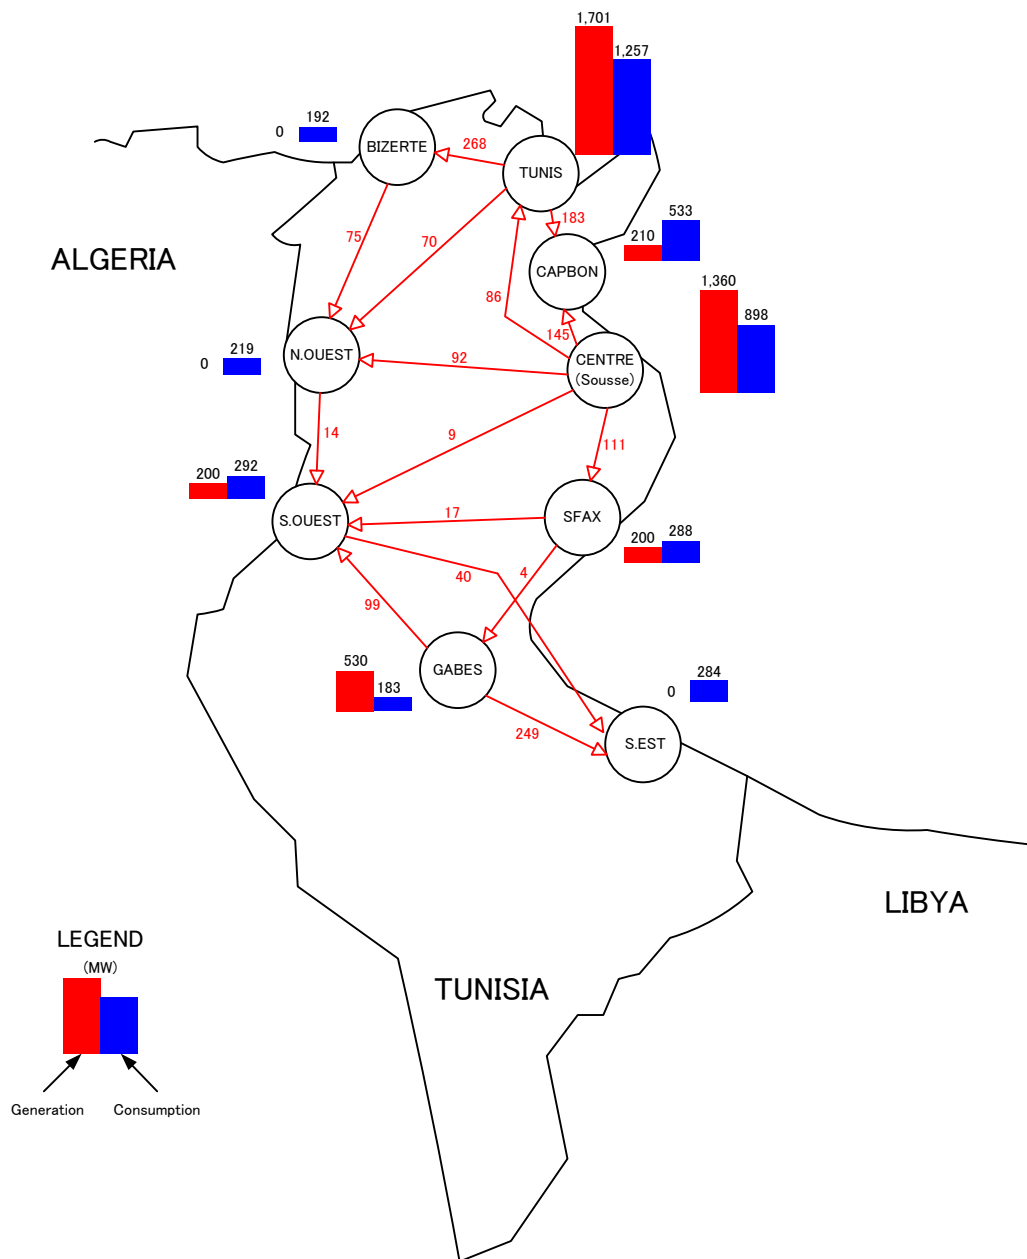 1,701
1,257
192
0
BIZERTE
268
TUNIS
183
533
210
ALGERIA
75
70
CAPBON
1,360
86
898
145
219
0
N.OUEST
92
CENTRE
(Sousse)
14
9
111
200
292
S.OUEST
17
SFAX
200
288
40
4
99
530
183
GABES
284
0
249
S.EST
LIBYA
LEGEND
(MW)
TUNISIA
Generation
Consumption